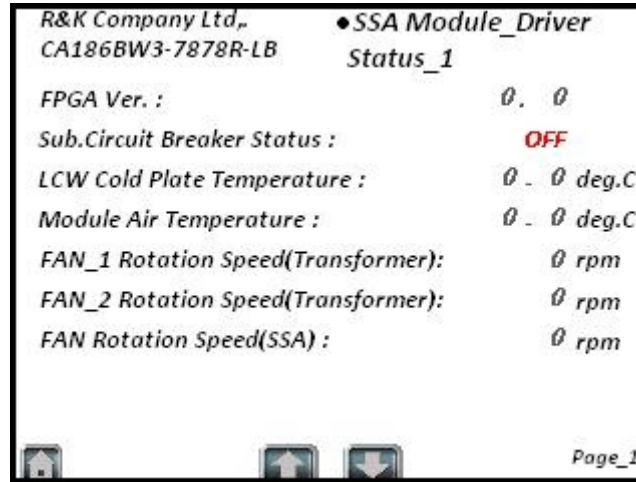 R&K Company Ltd,.
CA186BW3-7878R-LB
●SSA Module_Driver
Status_1
FPGA Ver. : 0. 0
Sub.Circuit Breaker Status : OFF
LCW Cold Plate Temperature : 0. 0 deg.C
Module Air Temperature : 0. 0 deg.C
FAN_1 Rotation Speed(Transformer): 0 rpm
FAN_2 Rotation Speed(Transformer): 0 rpm
FAN Rotation Speed(SSA) : 0 rpm
Page_1